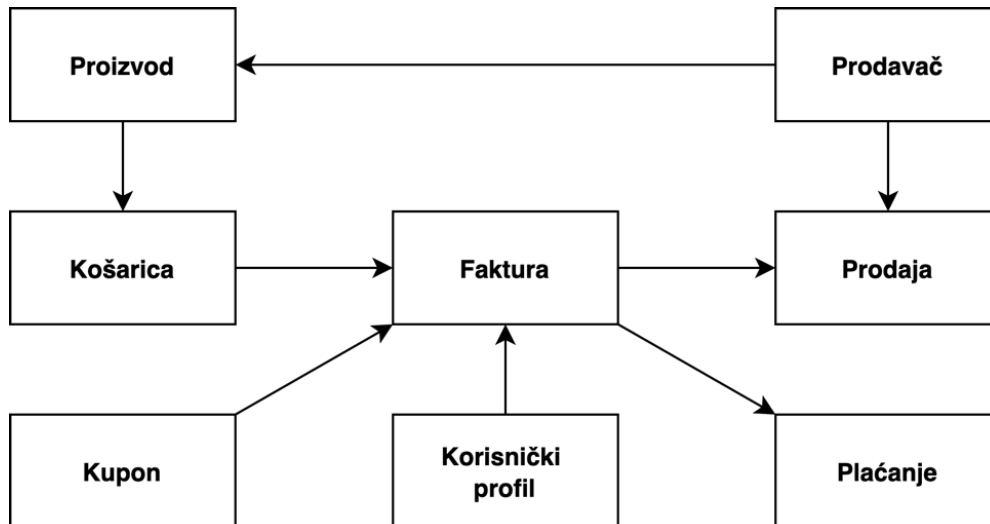 Proizvod
Prodavač
Košarica
Faktura
Prodaja
Kupon
Korisnički
profil
Plaćanje